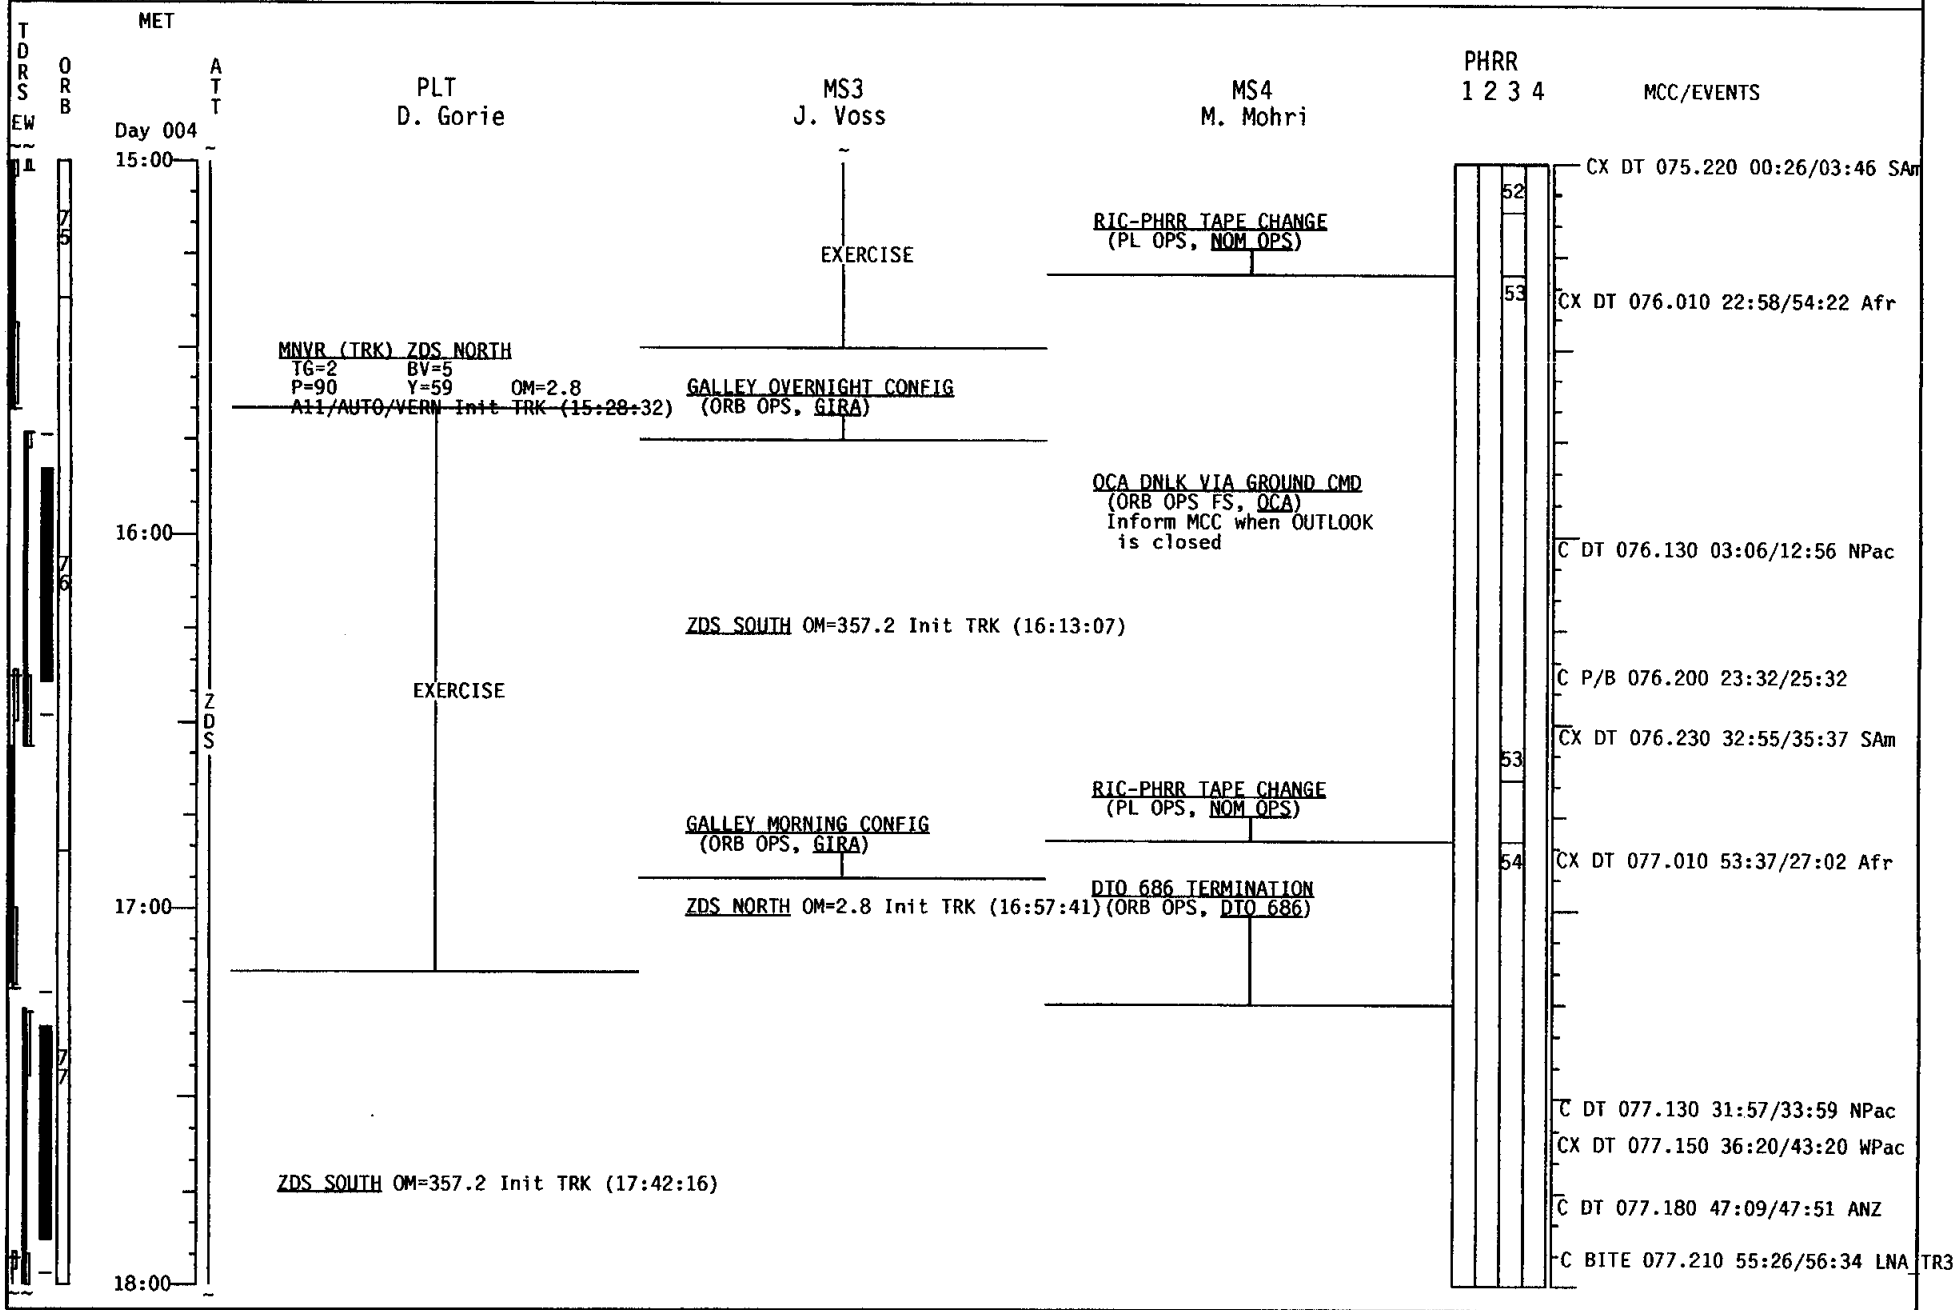 MET
TDRS
ORB
ATT
PHRR
PLT
MS3
MS4
1 2 3 4
MCC/EVENTS
D. Gorie
J. Voss
M. Mohri
EW
Day 004
15:00
CX DT 075.220 00:26/03:46 SAm
52
75
RIC-PHRR TAPE CHANGE
(PL OPS, NOM OPS)
EXERCISE
53
CX DT 076.010 22:58/54:22 Afr
MNVR (TRK) ZDS NORTH
TG=2 BV=5
P=90 Y=59 OM=2.8
A11/AUTO/VERN Init TRK (15:28:32)
GALLEY OVERNIGHT CONFIG
(ORB OPS, GIRA)
OCA DNLK VIA GROUND CMD
(ORB OPS FS, OCA)
Inform MCC when OUTLOOK
is closed
16:00
C DT 076.130 03:06/12:56 NPac
76
ZDS SOUTH OM=357.2 Init TRK (16:13:07)
C P/B 076.200 23:32/25:32
EXERCISE
ZDS
CX DT 076.230 32:55/35:37 SAm
53
RIC-PHRR TAPE CHANGE
(PL OPS, NOM OPS)
GALLEY MORNING CONFIG
(ORB OPS, GIRA)
54
CX DT 077.010 53:37/27:02 Afr
DTO 686 TERMINATION
(ORB OPS, DTO 686)
17:00
ZDS NORTH OM=2.8 Init TRK (16:57:41)
77
C DT 077.130 31:57/33:59 NPac
CX DT 077.150 36:20/43:20 WPac
ZDS SOUTH OM=357.2 Init TRK (17:42:16)
C DT 077.180 47:09/47:51 ANZ
C BITE 077.210 55:26/56:34 LNA_TR3
18:00